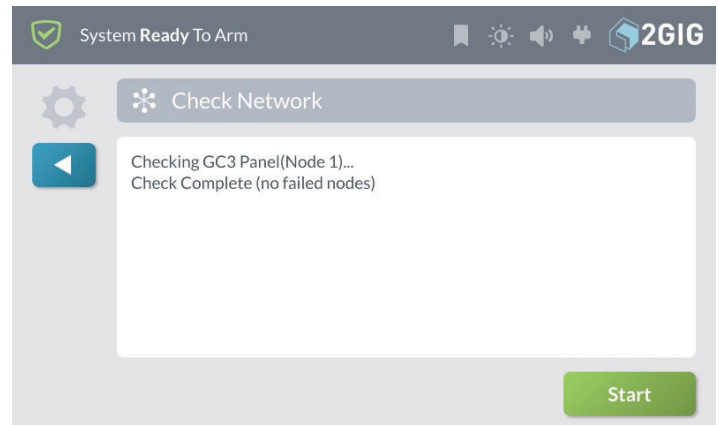 System Ready To Arm
2GIG
Check Network
Checking GC3 Panel(Node 1)...
Check Complete (no failed nodes)
Start